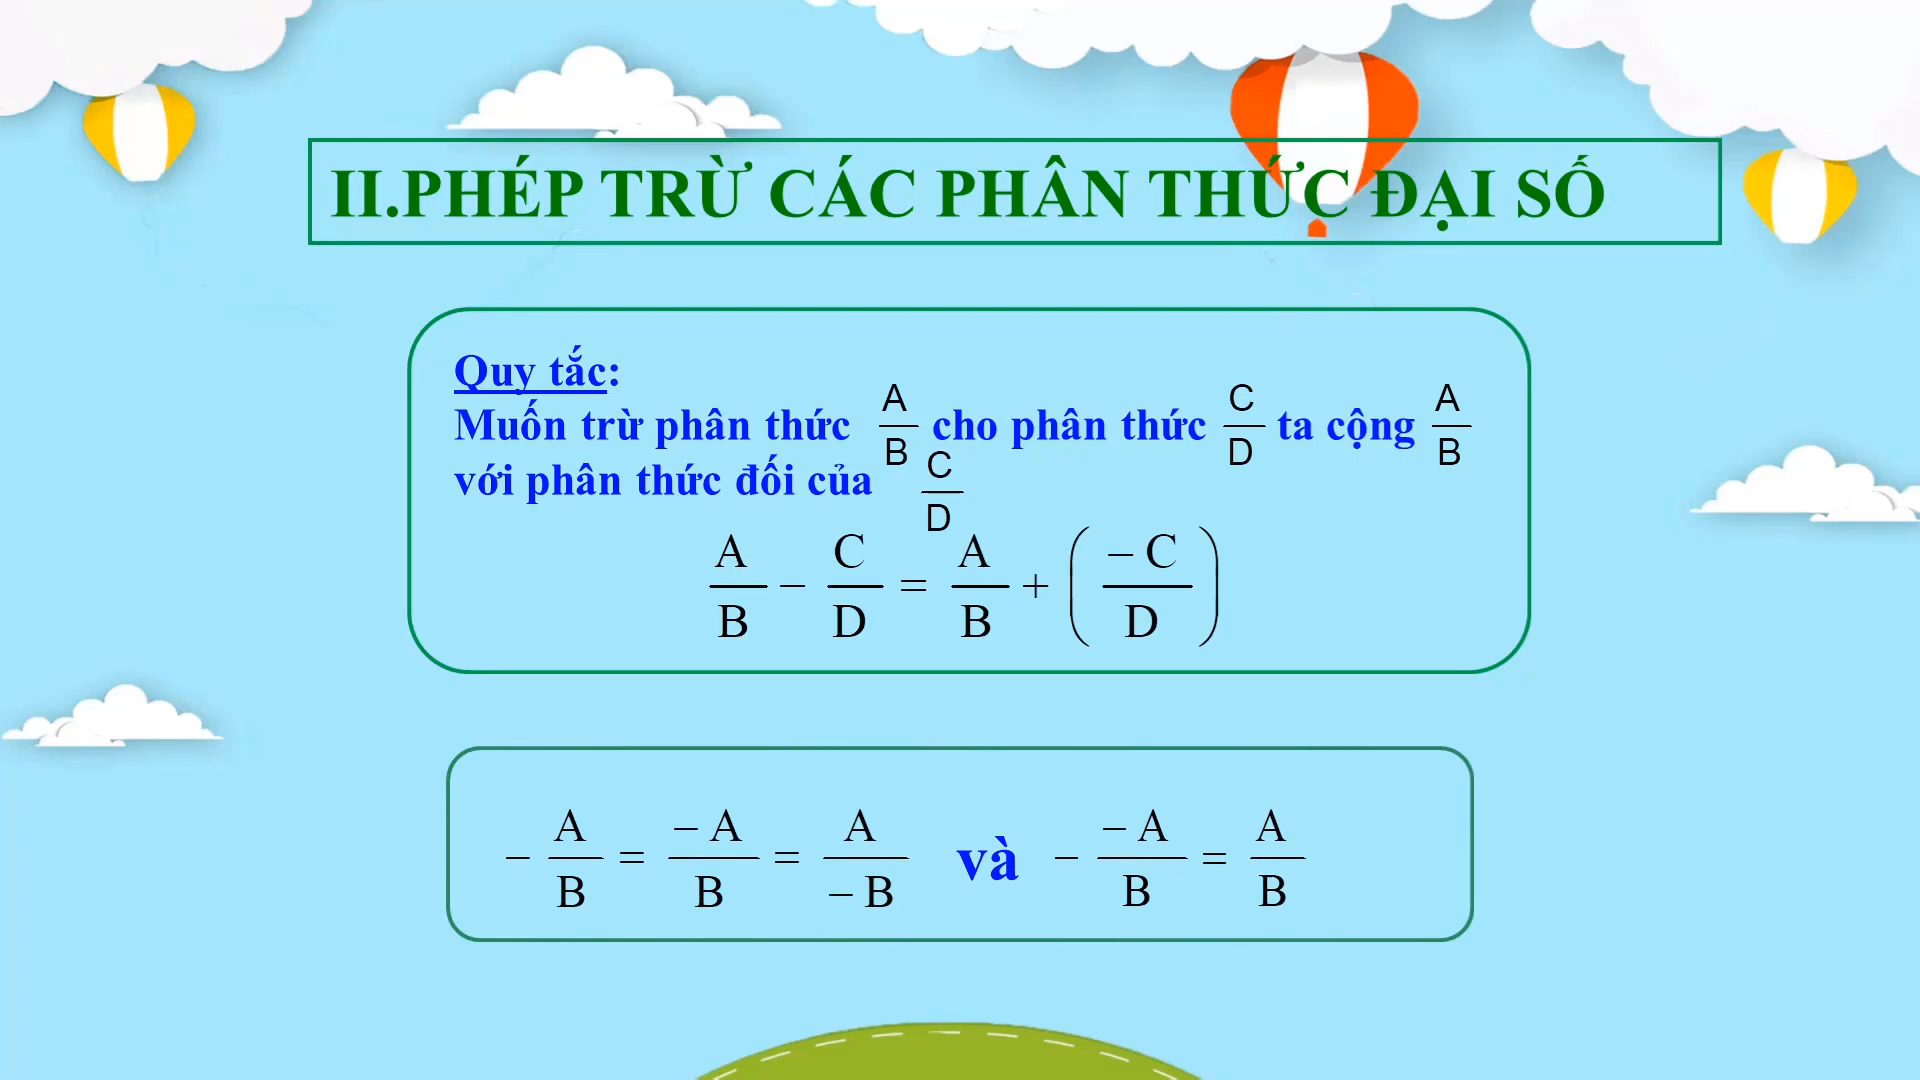 II.PHÉP TRỪ CÁC PHÂN THỨC ĐẠI SỐ
Quy tắc:
Muốn trừ phân thức A/B cho phân thức C/D ta cộng A/B
với phân thức đối của C/D
A/B – C/D = A/B + (– C/D)
– A/B = – A/B = A/– B và – – A/B = A/B